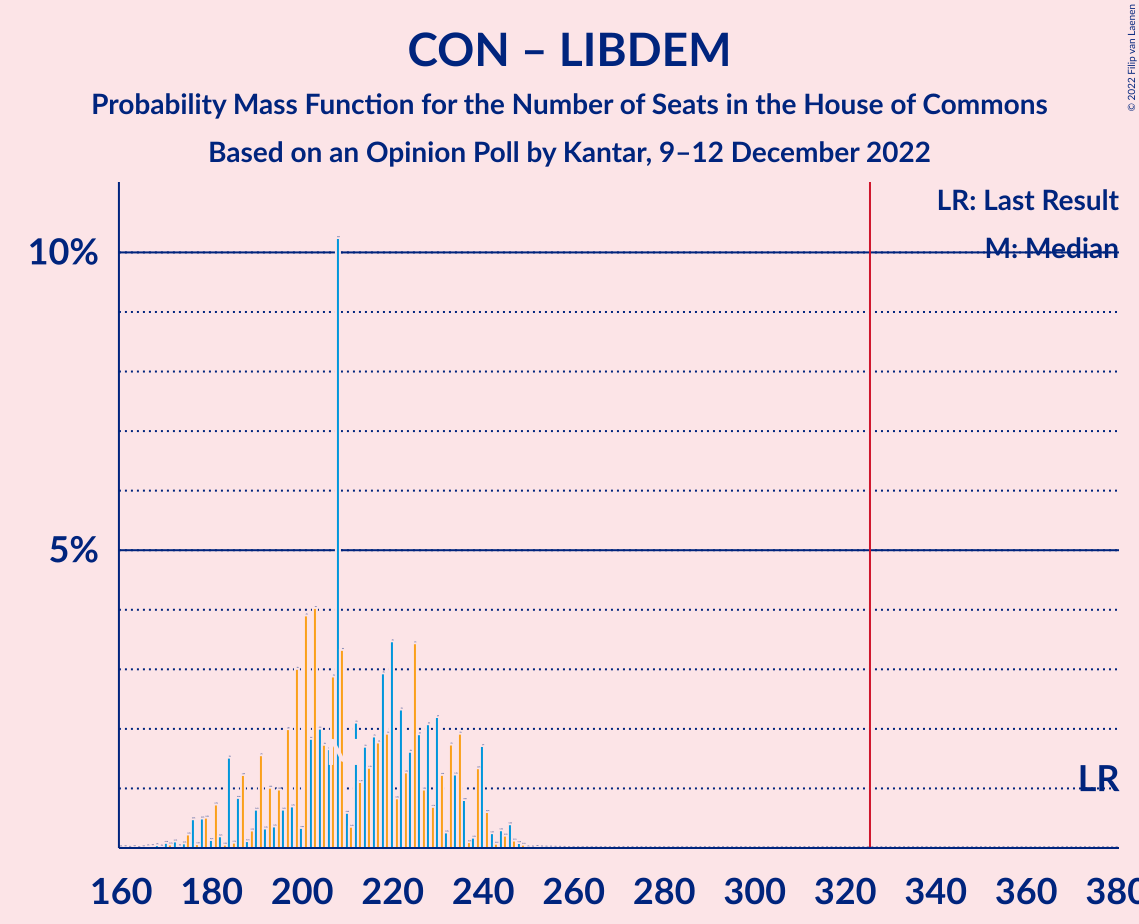 © 2022 Filip van Laenen
CON – LIBDEM
Probability Mass Function for the Number of Seats in the House of Commons
Based on an Opinion Poll by Kantar, 9–12 December 2022
LR: Last Result
M: Median
10%
5%
M
LR
160 180 200 220 240 260 280 300 320 340 360 380